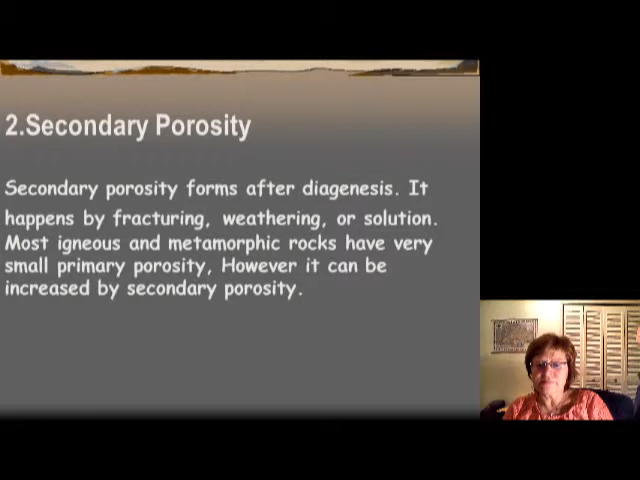 2.Secondary Porosity
Secondary porosity forms after diagenesis. It
happens by fracturing, weathering, or solution.
Most igneous and metamorphic rocks have very
small primary porosity, However it can be
increased by secondary porosity.